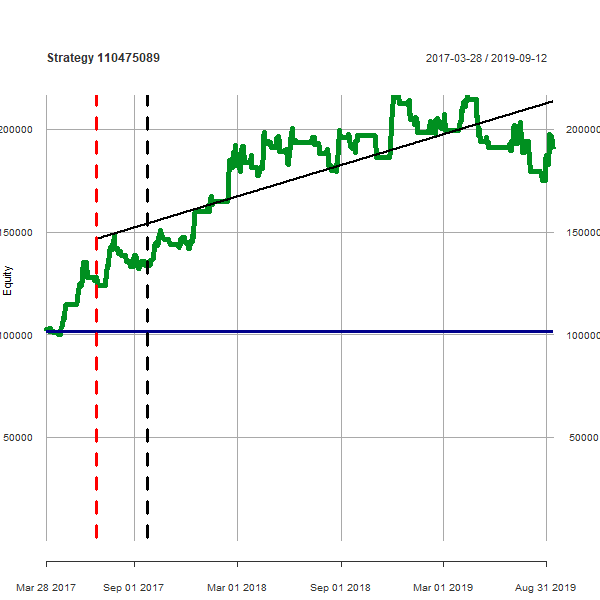 Strategy 110475089
2017-03-28 / 2019-09-12
200000 200000
150000 150000
Equity
100000 100000
50000 50000
Mar 28 2017 Sep 01 2017 Mar 01 2018 Sep 01 2018 Mar 01 2019 Aug 31 2019